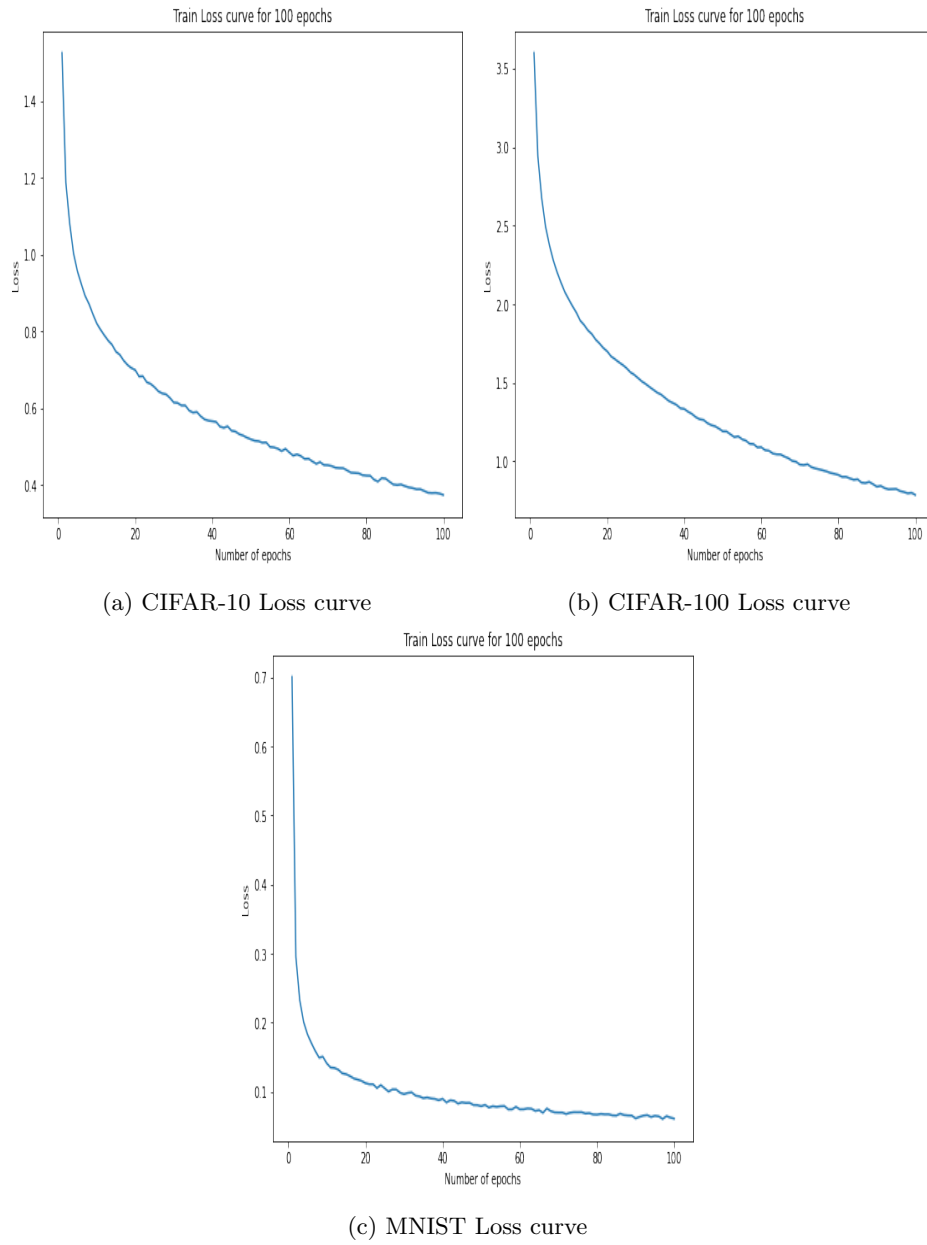 Train Loss curve for 100 epochs
1.4
1.2
1.0
0.8
0.6
0.4
Loss
0 20 40 60 80 100
Number of epochs
(a) CIFAR-10 Loss curve
Train Loss curve for 100 epochs
3.5
3.0
2.5
2.0
1.5
1.0
Loss
0 20 40 60 80 100
Number of epochs
(b) CIFAR-100 Loss curve
Train Loss curve for 100 epochs
0.7
0.6
0.5
0.4
0.3
0.2
0.1
Loss
0 20 40 60 80 100
Number of epochs
(c) MNIST Loss curve